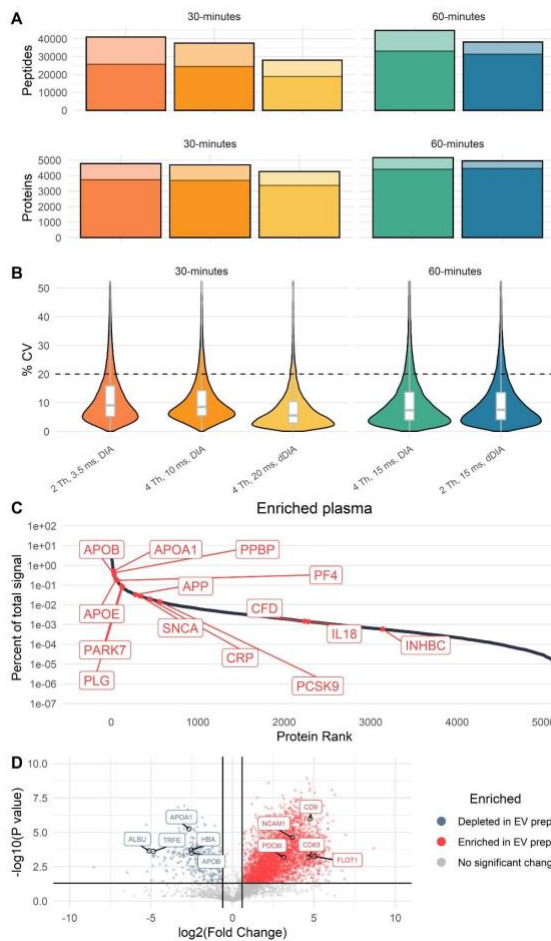 A
30-minutes
60-minutes
Peptides
40000
30000
20000
10000
0
30-minutes
60-minutes
Proteins
5000
4000
3000
2000
1000
0
B
30-minutes
60-minutes
% CV
50
40
30
20
10
0
2 Th, 3.5 ms, DIA
4 Th, 10 ms, DIA
4 Th, 20 ms, dDIA
4 Th, 15 ms, DIA
2 Th, 15 ms, dDIA
C
Enriched plasma
Percent of total signal
1e+02
1e+01
1e+00
1e-01
1e-02
1e-03
1e-04
1e-05
1e-06
1e-07
APOB
APOA1
PPBP
PF4
APP
APOE
SNCA
CFD
IL18
INHBC
PARK7
CRP
PLG
PCSK9
0
1000
2000
3000
4000
5000
Protein Rank
D
-log10(P value)
10.0
7.5
5.0
2.5
0.0
APOA1
ALBU
TRFE
HBA
APOB
CD9
NCAM1
PDC6I
CD63
FLOT1
-10
-5
0
5
10
log2(Fold Change)
Enriched
Depleted in EV prep
Enriched in EV prep
No significant chang